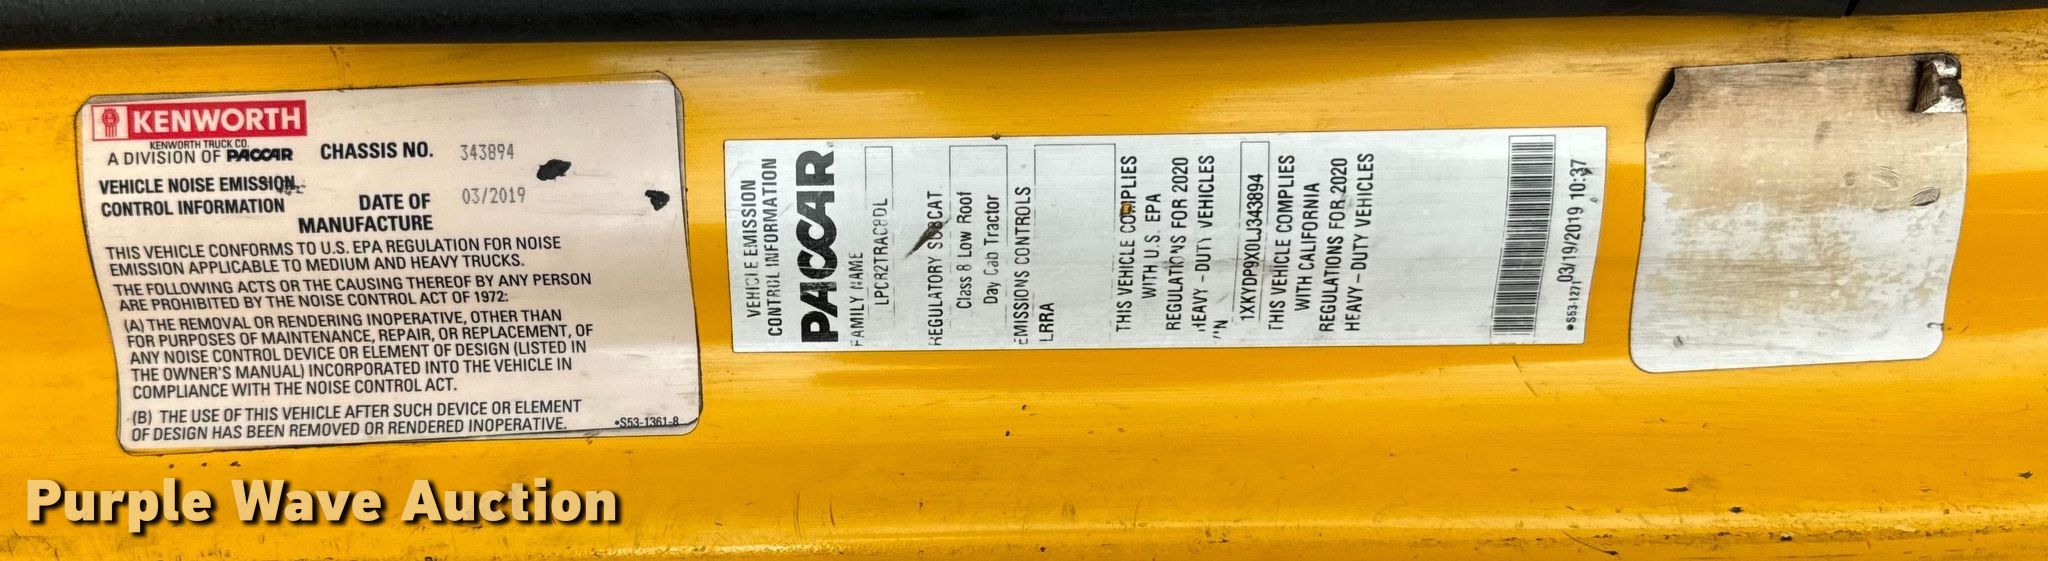 KENWORTH
KENWORTH TRUCK CO.
A DIVISION OF PACCAR
CHASSIS NO. 343894
VEHICLE NOISE EMISSION
CONTROL INFORMATION
DATE OF
MANUFACTURE
03/2019
THIS VEHICLE CONFORMS TO U.S. EPA REGULATION FOR NOISE
EMISSION APPLICABLE TO MEDIUM AND HEAVY TRUCKS.
THE FOLLOWING ACTS OR THE CAUSING THEREOF BY ANY PERSON
ARE PROHIBITED BY THE NOISE CONTROL ACT OF 1972:
(A) THE REMOVAL OR RENDERING INOPERATIVE, OTHER THAN
FOR PURPOSES OF MAINTENANCE, REPAIR, OR REPLACEMENT, OF
ANY NOISE CONTROL DEVICE OR ELEMENT OF DESIGN (LISTED IN
THE OWNER'S MANUAL) INCORPORATED INTO THE VEHICLE IN
COMPLIANCE WITH THE NOISE CONTROL ACT.
(B) THE USE OF THIS VEHICLE AFTER SUCH DEVICE OR ELEMENT
OF DESIGN HAS BEEN REMOVED OR RENDERED INOPERATIVE.
•S53-1361-8
VEHICLE EMISSION
CONTROL INFORMATION
PACCAR
FAMILY NAME
LPCR2TRAC8DL
REGULATORY SUBCAT
Class 8 Low Roof
Day Cab Tractor
EMISSIONS CONTROLS
LRRA
THIS VEHICLE COMPLIES
WITH U.S. EPA
REGULATIONS FOR 2020
HEAVY-DUTY VEHICLES
VIN
1XKYDP9X0LJ343894
THIS VEHICLE COMPLIES
WITH CALIFORNIA
REGULATIONS FOR 2020
HEAVY-DUTY VEHICLES
•S53-1271 03/19/2019 10:37
Purple Wave Auction